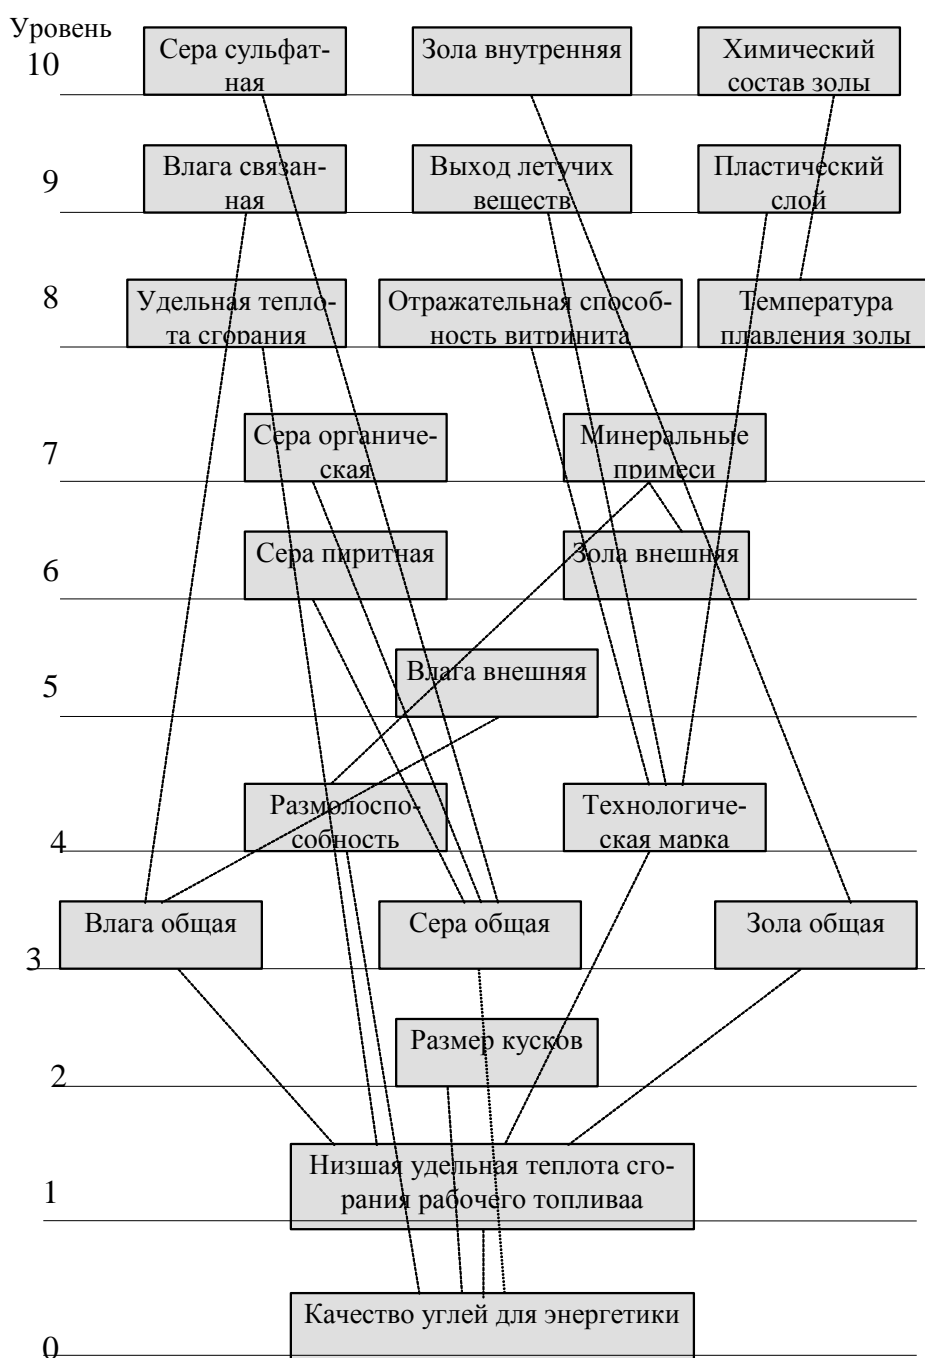 Уровень
10
Сера сульфат-
ная
Зола внутренняя
Химический
состав золы
9
Влага связан-
ная
Выход летучих
веществ
Пластический
слой
8
Удельная тепло-
та сгорания
Отражательная способ-
ность витринита
Температура
плавления золы
7
Сера органиче-
ская
Минеральные
примеси
6
Сера пиритная
Зола внешняя
5
Влага внешняя
4
Размолоспо-
собность
Технологиче-
ская марка
3
Влага общая
Сера общая
Зола общая
2
Размер кусков
1
Низшая удельная теплота сго-
рания рабочего топливаа
0
Качество углей для энергетики